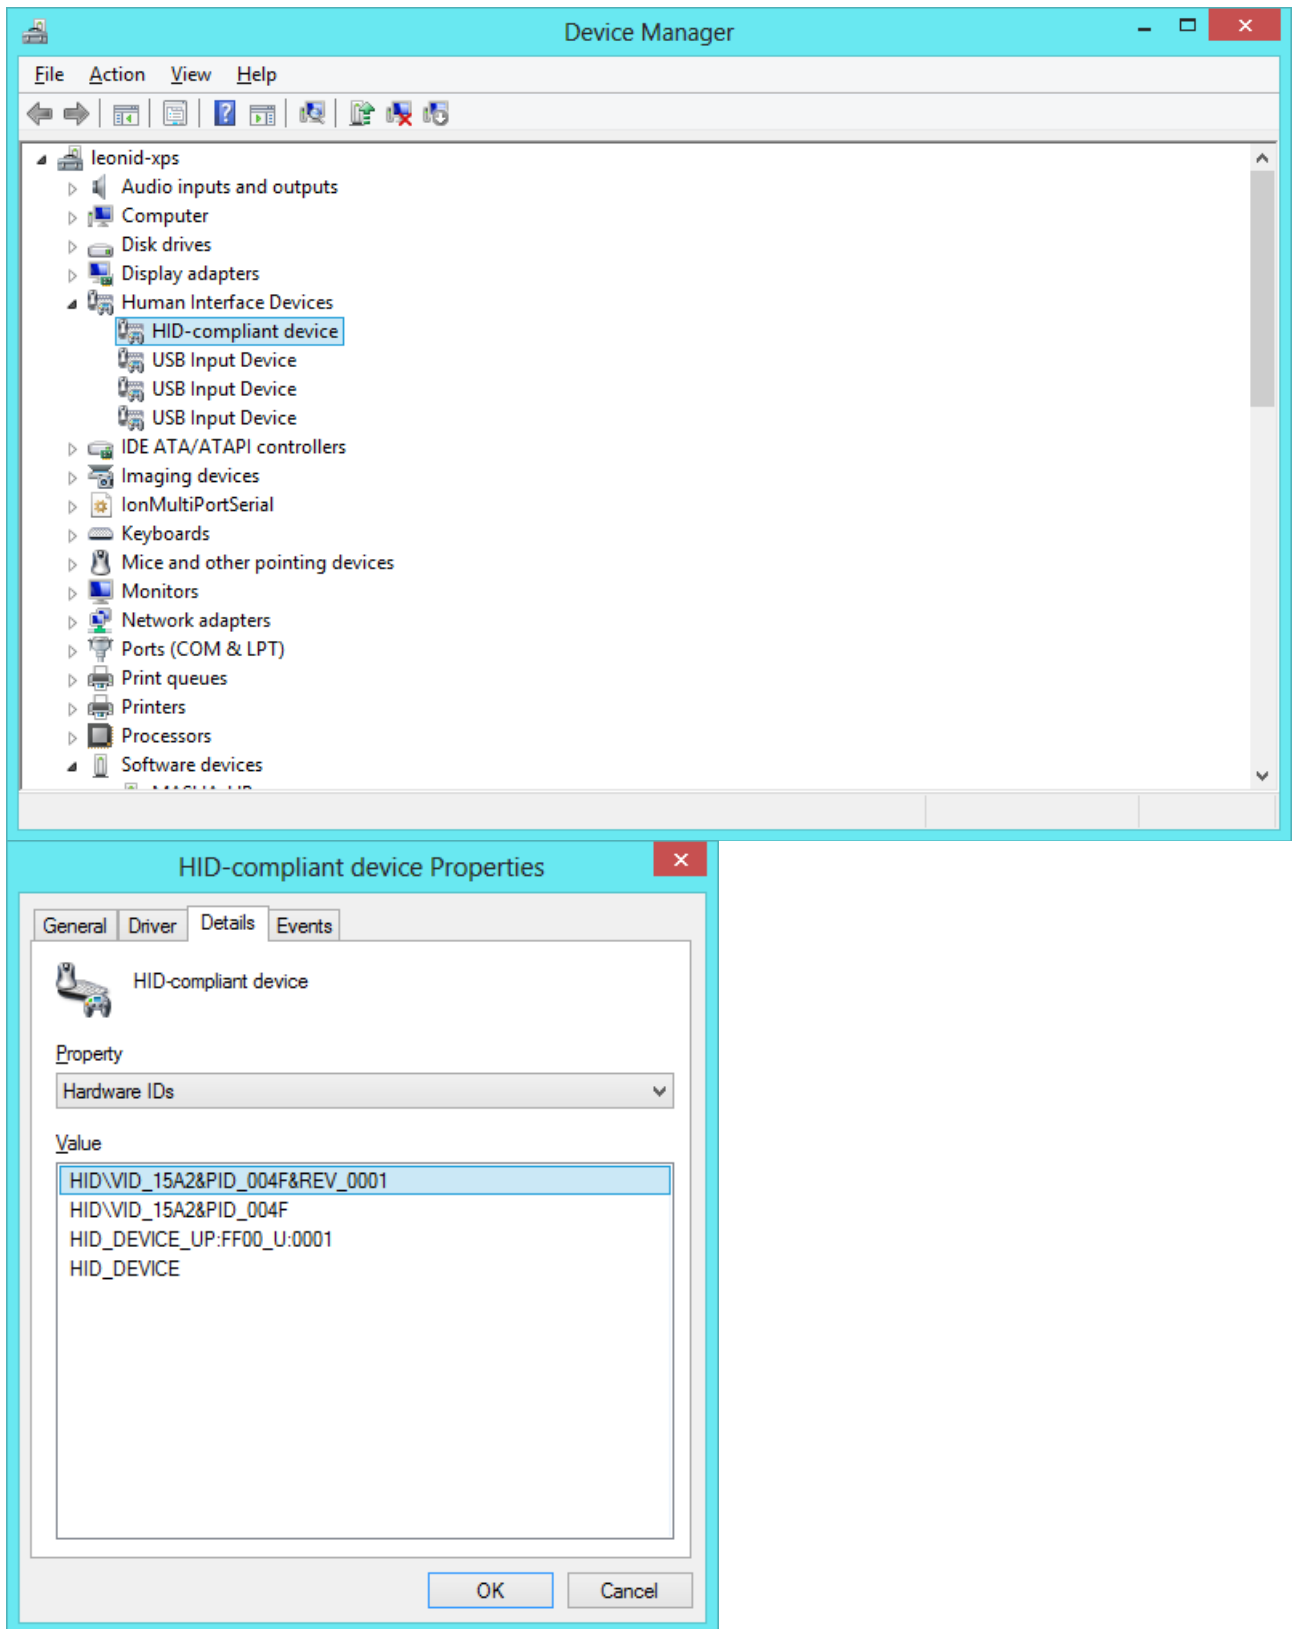 Device Manager
File Action View Help
leonid-xps
Audio inputs and outputs
Computer
Disk drives
Display adapters
Human Interface Devices
HID-compliant device
USB Input Device
USB Input Device
USB Input Device
IDE ATA/ATAPI controllers
Imaging devices
IonMultiPortSerial
Keyboards
Mice and other pointing devices
Monitors
Network adapters
Ports (COM & LPT)
Print queues
Printers
Processors
Software devices
HID-compliant device Properties
General Driver Details Events
HID-compliant device
Property
Hardware IDs
Value
HID\VID_15A2&PID_004F&REV_0001
HID\VID_15A2&PID_004F
HID_DEVICE_UP:FF00_U:0001
HID_DEVICE
OK Cancel